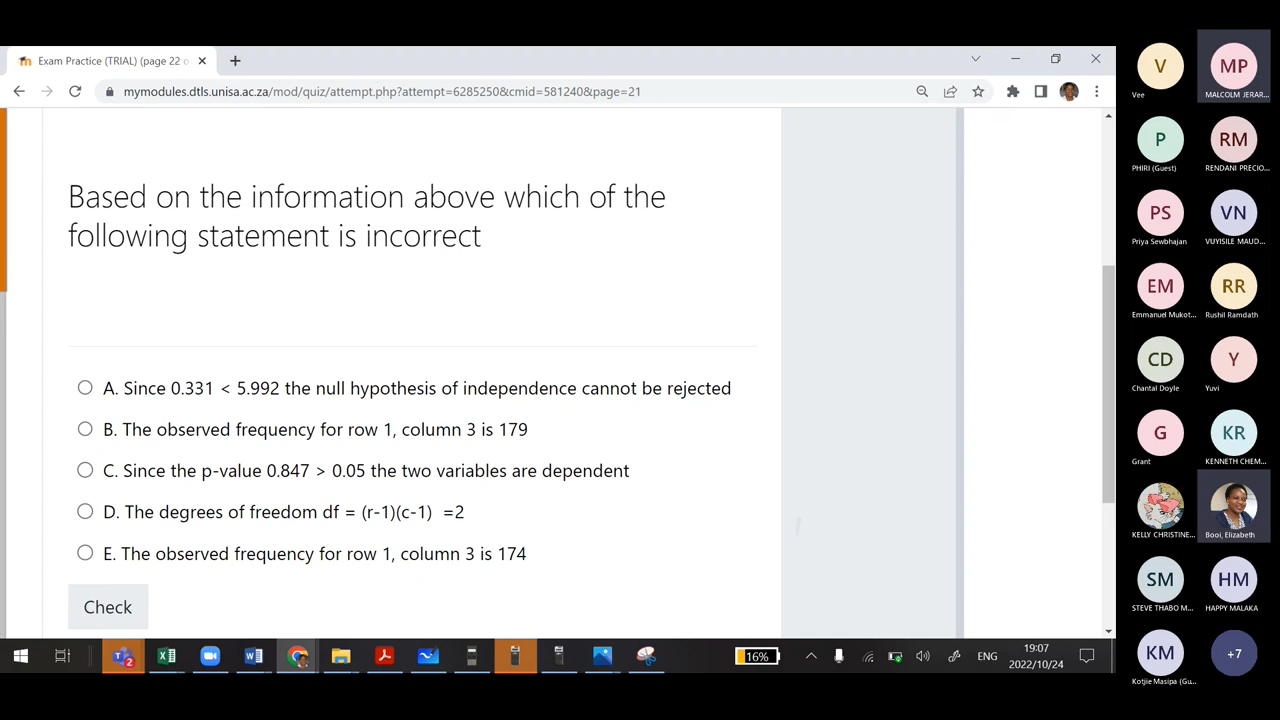 Exam Practice (TRIAL) (page 22 o
mymodules.dtls.unisa.ac.za/mod/quiz/attempt.php?attempt=6285250&cmid=581240&page=21
Based on the information above which of the
following statement is incorrect
A. Since 0.331 < 5.992 the null hypothesis of independence cannot be rejected
B. The observed frequency for row 1, column 3 is 179
C. Since the p-value 0.847 > 0.05 the two variables are dependent
D. The degrees of freedom df = (r-1)(c-1) =2
E. The observed frequency for row 1, column 3 is 174
Check
16%
ENG
19:07
2022/10/24
V
Vee
MP
MALCOLM JERAR...
P
PHIRI (Guest)
RM
RENDANI PRECIO...
PS
Priya Sewbhajan
VN
VUYISILE MAUD...
EM
Emmanuel Mukot...
RR
Rushil Ramdath
CD
Chantal Doyle
Y
Yuvi
G
Grant
KR
KENNETH CHEM...
KELLY CHRISTINE...
Booi, Elizabeth
SM
STEVE THABO M...
HM
HAPPY MALAKA
KM
Kotjie Masipa (Gu...
+7